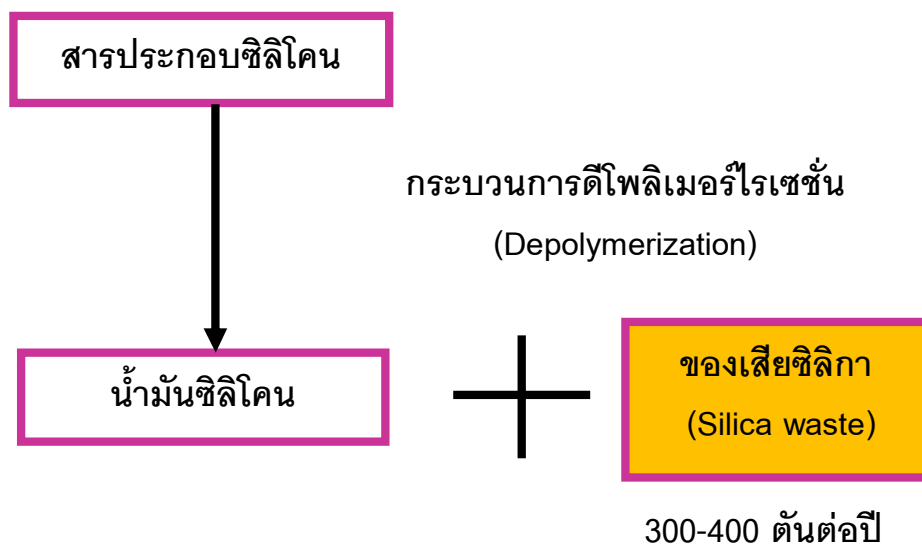 สารประกอบซิลิโคน
กระบวนการดีโพลิเมอร์ไรเซชั่น
(Depolymerization)
น้ำมันซิลิโคน
ของเสียซิลิกา
(Silica waste)
300-400 ตันต่อปี